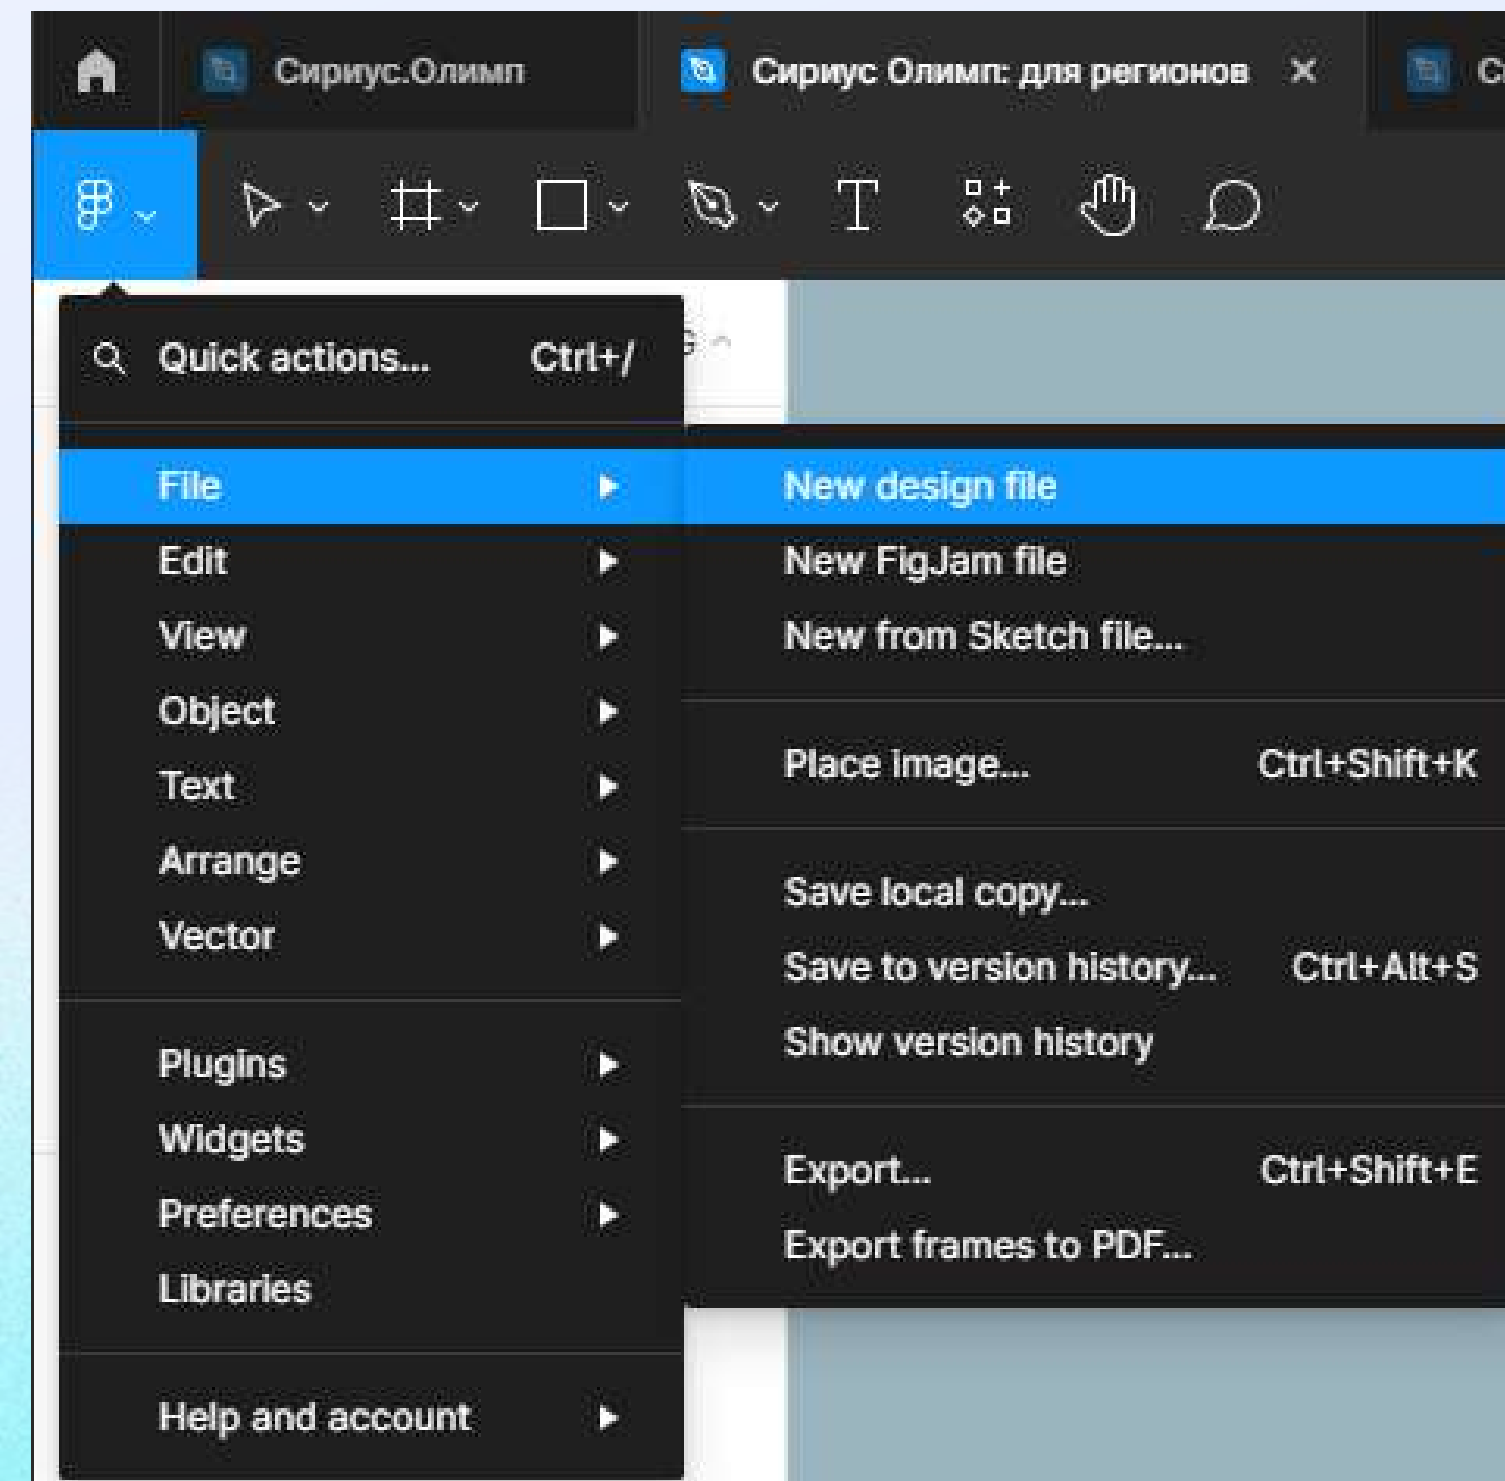 Сириус.Олимп
Сириус Олимп: для регионов
Quick actions... Ctrl+/
File
Edit
View
Object
Text
Arrange
Vector
Plugins
Widgets
Preferences
Libraries
Help and account
New design file
New FigJam file
New from Sketch file...
Place image... Ctrl+Shift+K
Save local copy...
Save to version history... Ctrl+Alt+S
Show version history
Export... Ctrl+Shift+E
Export frames to PDF...